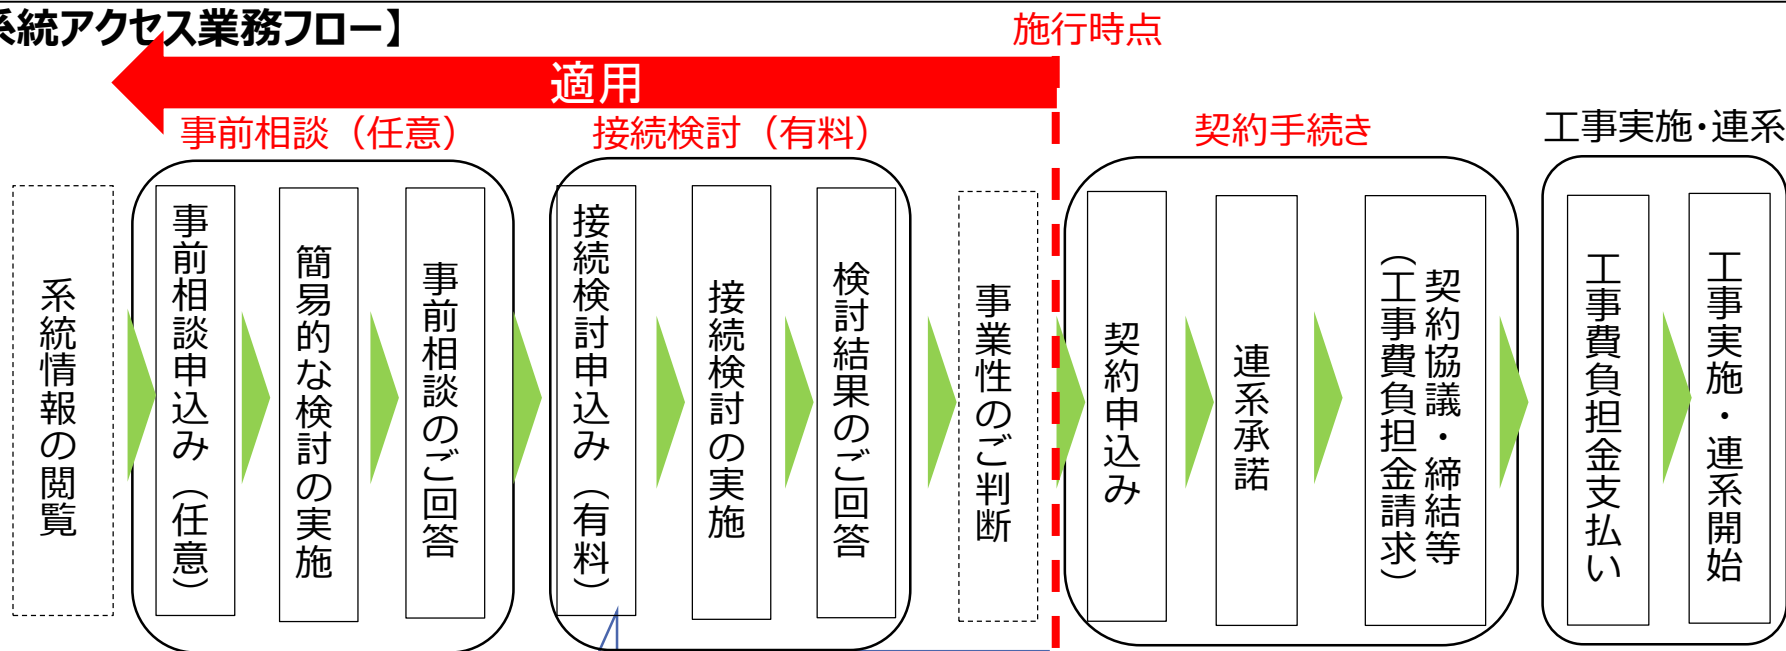 系統アクセス業務フロー】
施行時点
適用
事前相談（任意）
接続検討（有料）
契約手続き
工事実施・連系
系統情報の閲覧
事前相談申込み（任意）
簡易的な検討の実施
事前相談のご回答
接続検討申込み（有料）
接続検討の実施
検討結果のご回答
事業性のご判断
契約申込み
連系承諾
契約協議・締結等
（工事費負担金請求）
工事費負担金支払い
工事実施・連系開始